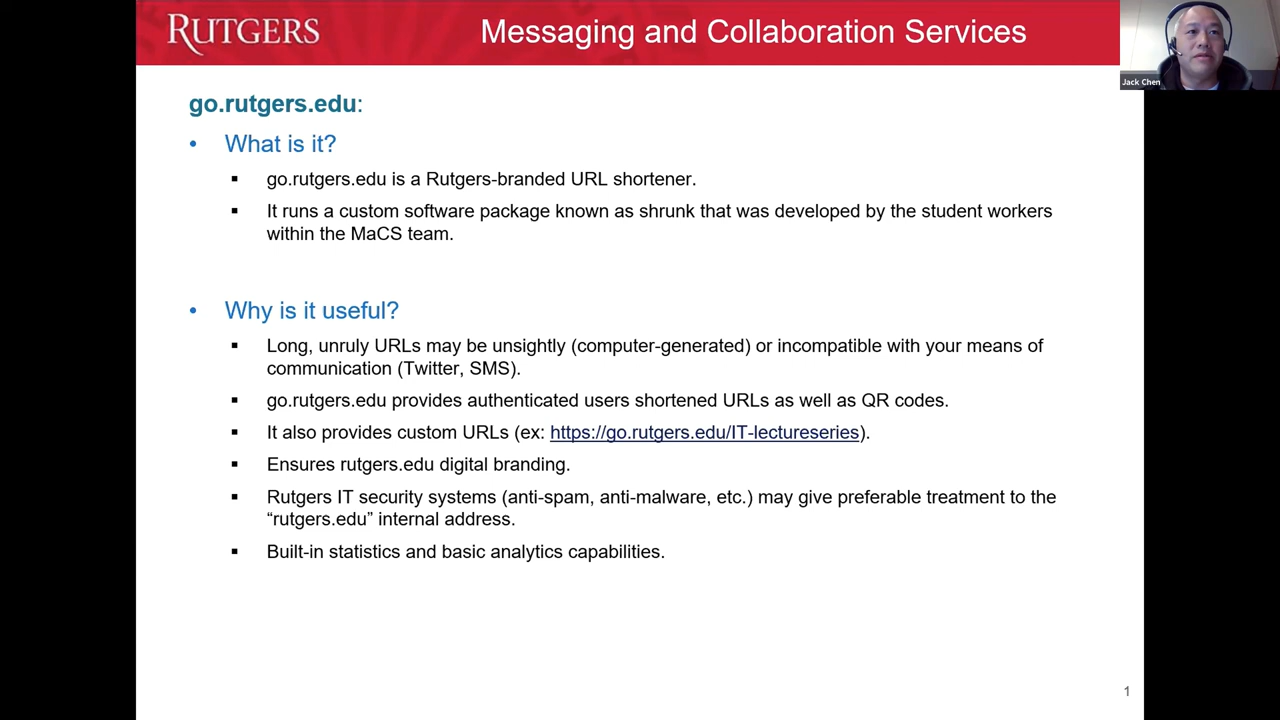 RUTGERS
Messaging and Collaboration Services
Jack Chen
go.rutgers.edu:
• What is it?
▪ go.rutgers.edu is a Rutgers-branded URL shortener.
▪ It runs a custom software package known as shrunk that was developed by the student workers
within the MaCS team.
• Why is it useful?
▪ Long, unruly URLs may be unsightly (computer-generated) or incompatible with your means of
communication (Twitter, SMS).
▪ go.rutgers.edu provides authenticated users shortened URLs as well as QR codes.
▪ It also provides custom URLs (ex: https://go.rutgers.edu/IT-lectureseries).
▪ Ensures rutgers.edu digital branding.
▪ Rutgers IT security systems (anti-spam, anti-malware, etc.) may give preferable treatment to the
“rutgers.edu” internal address.
▪ Built-in statistics and basic analytics capabilities.
1